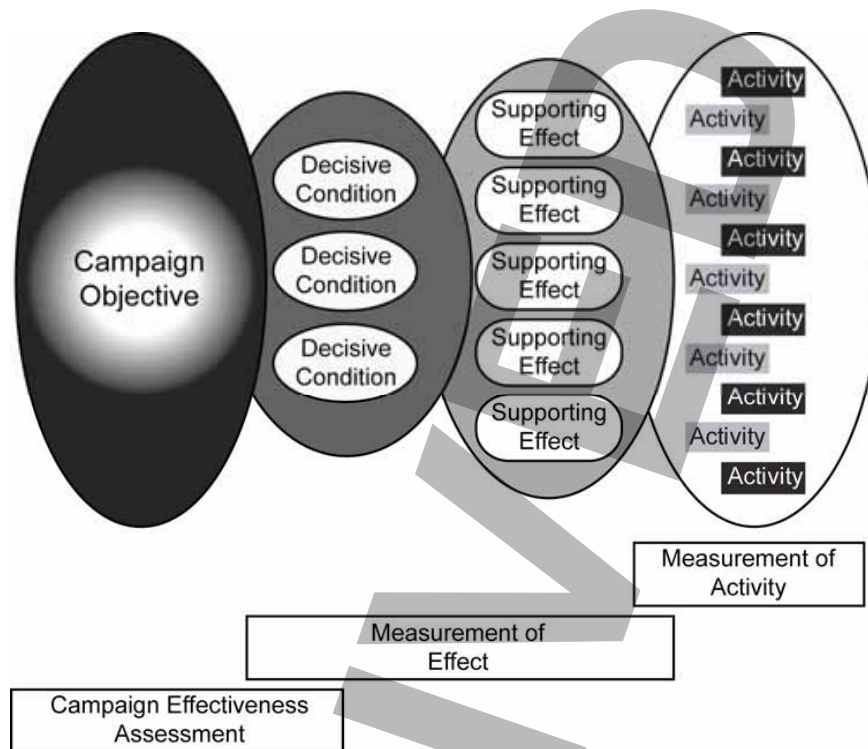 Campaign
Objective
Decisive
Condition
Decisive
Condition
Decisive
Condition
Supporting
Effect
Supporting
Effect
Supporting
Effect
Supporting
Effect
Supporting
Effect
Activity
Activity
Activity
Activity
Activity
Activity
Activity
Activity
Activity
Activity
Activity
Measurement of
Activity
Measurement of
Effect
Campaign Effectiveness
Assessment